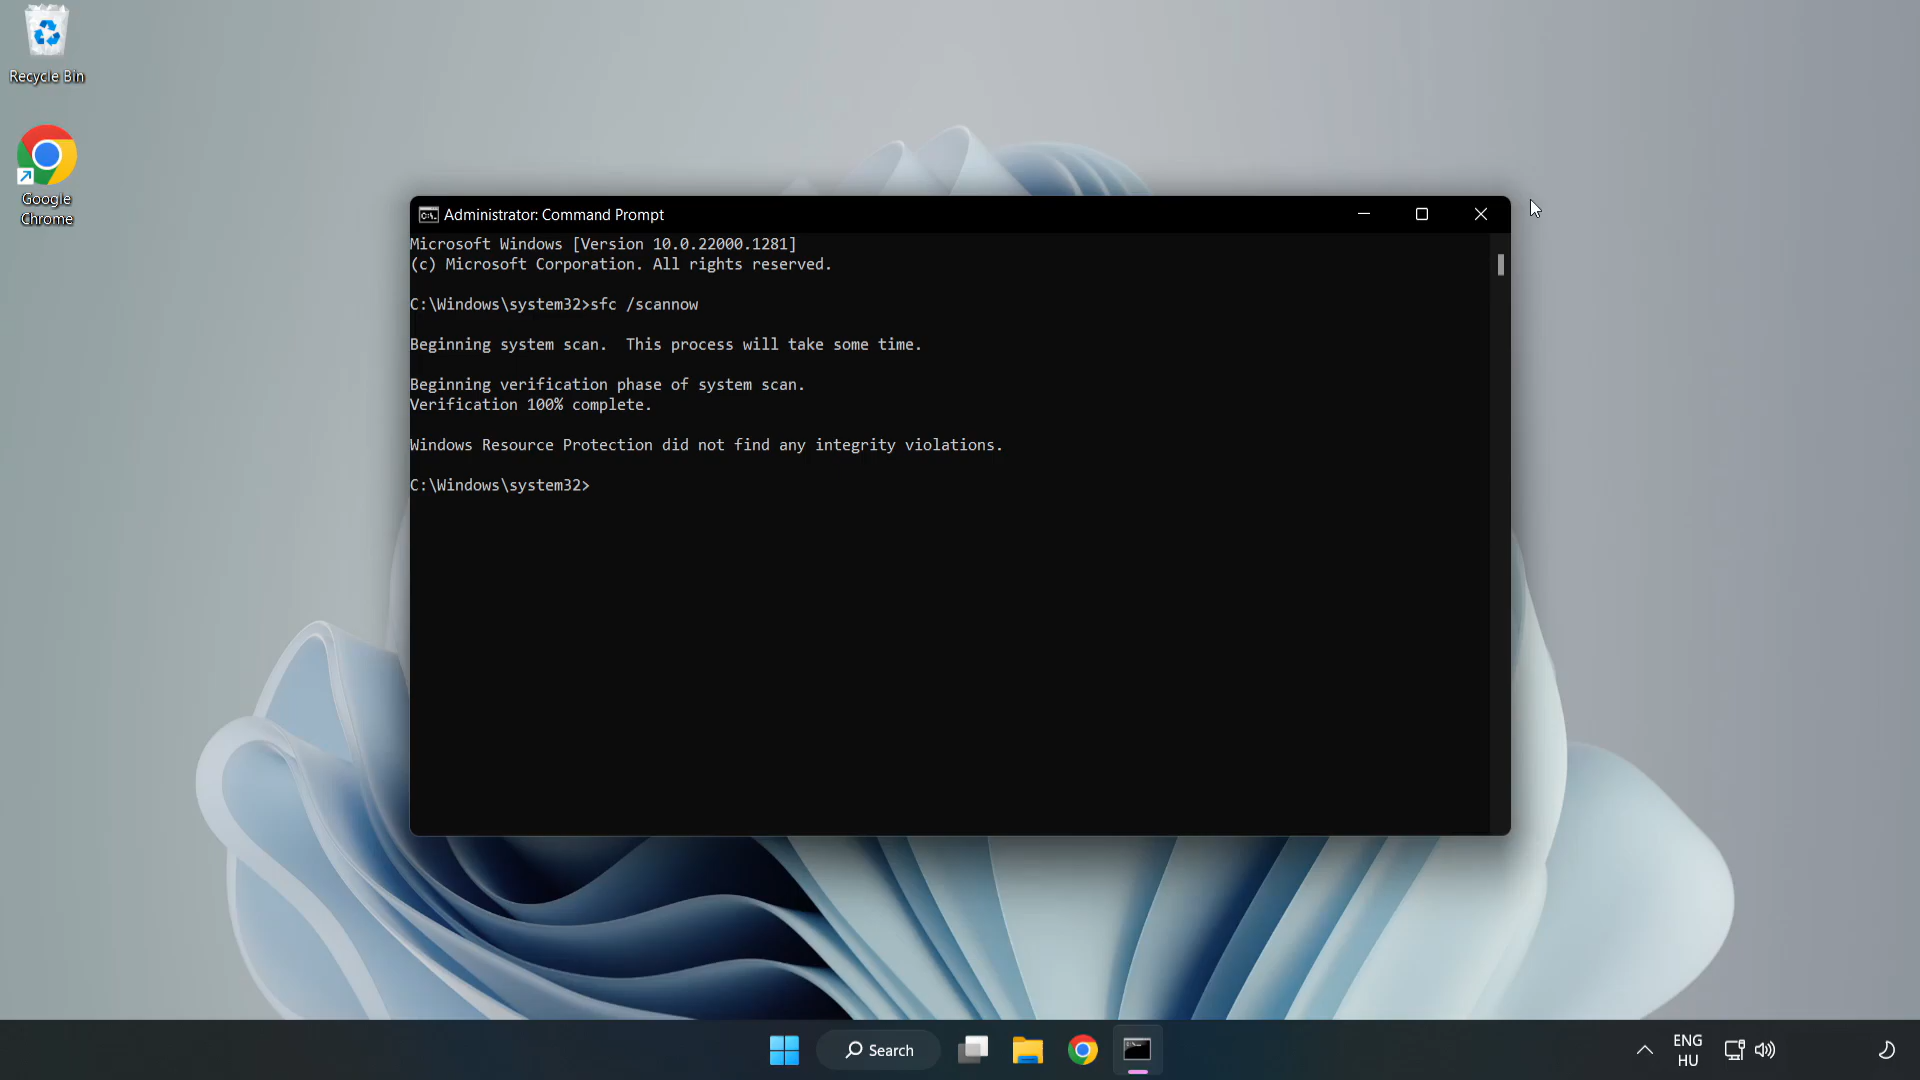 Recycle Bin
Google
Chrome
Administrator: Command Prompt
Microsoft Windows [Version 10.0.22000.1281]
(c) Microsoft Corporation. All rights reserved.
C:\Windows\system32>sfc /scannow
Beginning system scan.  This process will take some time.
Beginning verification phase of system scan.
Verification 100% complete.
Windows Resource Protection did not find any integrity violations.
C:\Windows\system32>
Search
ENG
HU